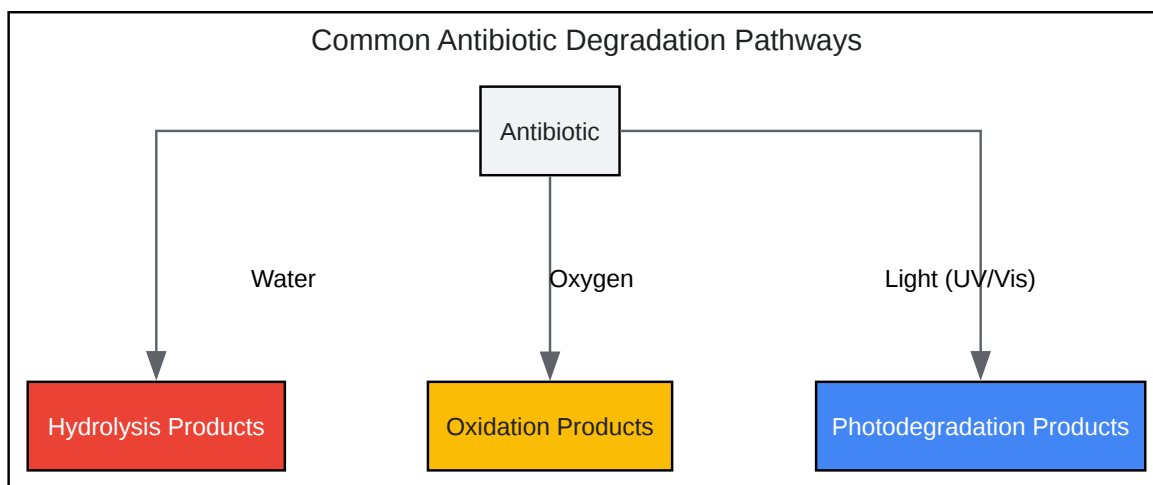 Common Antibiotic Degradation Pathways
Antibiotic
Water
Oxygen
Light (UV/Vis)
Hydrolysis Products
Oxidation Products
Photodegradation Products